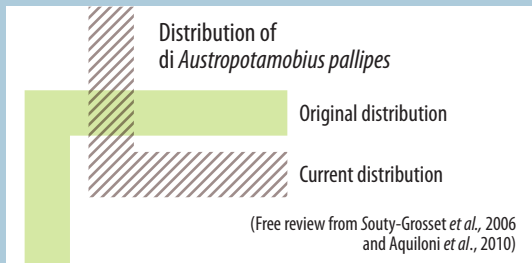 Distribution of
di Austropotamobius pallipes
Original distribution
Current distribution
(Free review from Souty-Grosset et al., 2006
and Aquiloni et al., 2010)